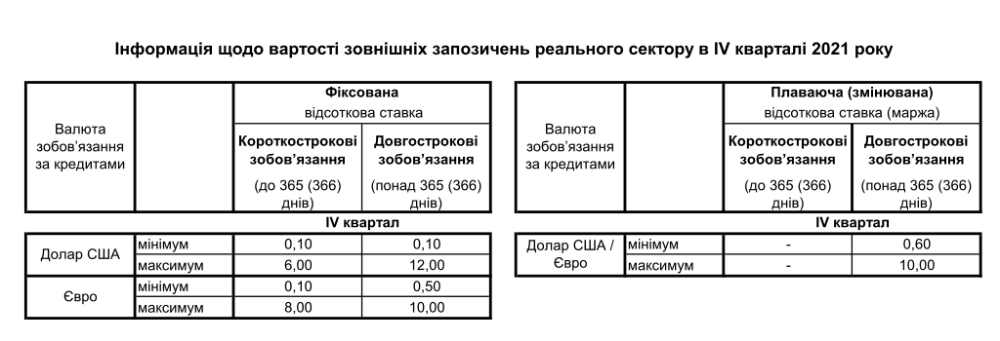 Інформація щодо вартості зовнішніх запозичень реального сектору в IV кварталі 2021 року
Валюта зобов’язання за кредитами
Фіксована
відсоткова ставка
Короткострокові зобов’язання
(до 365 (366) днів)
Довгострокові зобов’язання
(понад 365 (366) днів)
IV квартал
Долар США
мінімум 0,10 0,10
максимум 6,00 12,00
Євро
мінімум 0,10 0,50
максимум 8,00 10,00
Валюта зобов’язання за кредитами
Плаваюча (змінювана)
відсоткова ставка (маржа)
Короткострокові зобов’язання
(до 365 (366) днів)
Довгострокові зобов’язання
(понад 365 (366) днів)
IV квартал
Долар США / Євро
мінімум - 0,60
максимум - 10,00